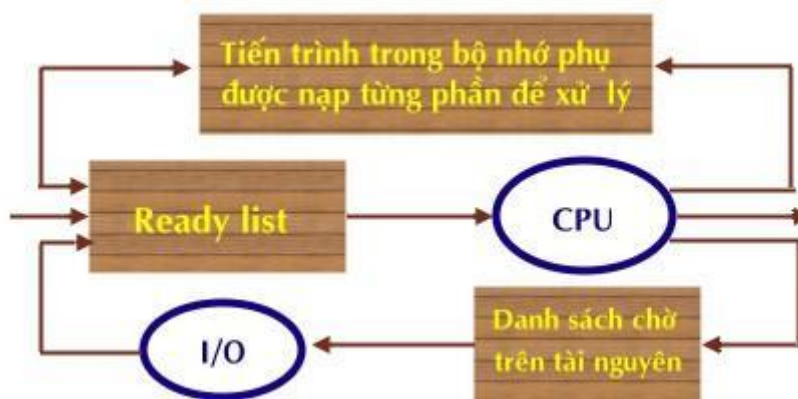 Tiến trình trong bộ nhớ phụ
được nạp từng phần để xử lý
Ready list
CPU
Danh sách chờ
trên tài nguyên
I/O